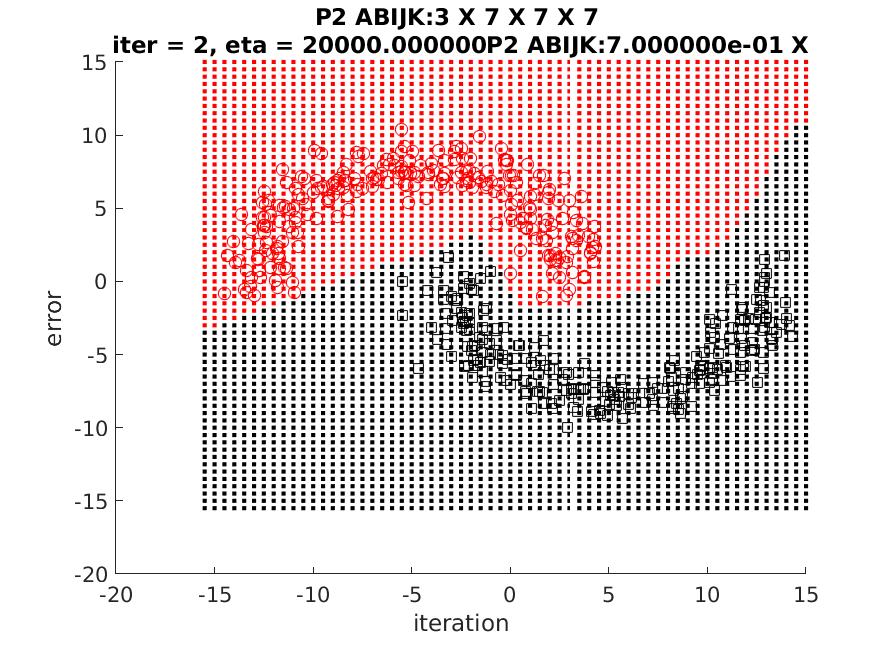 P2 ABIJK:3 X 7 X 7 X 7
iter = 2, eta = 20000.000000P2 ABIJK:7.000000e-01 X
15
10
5
0
-5
-10
-15
-20
error
-20 -15 -10 -5 0 5 10 15
iteration